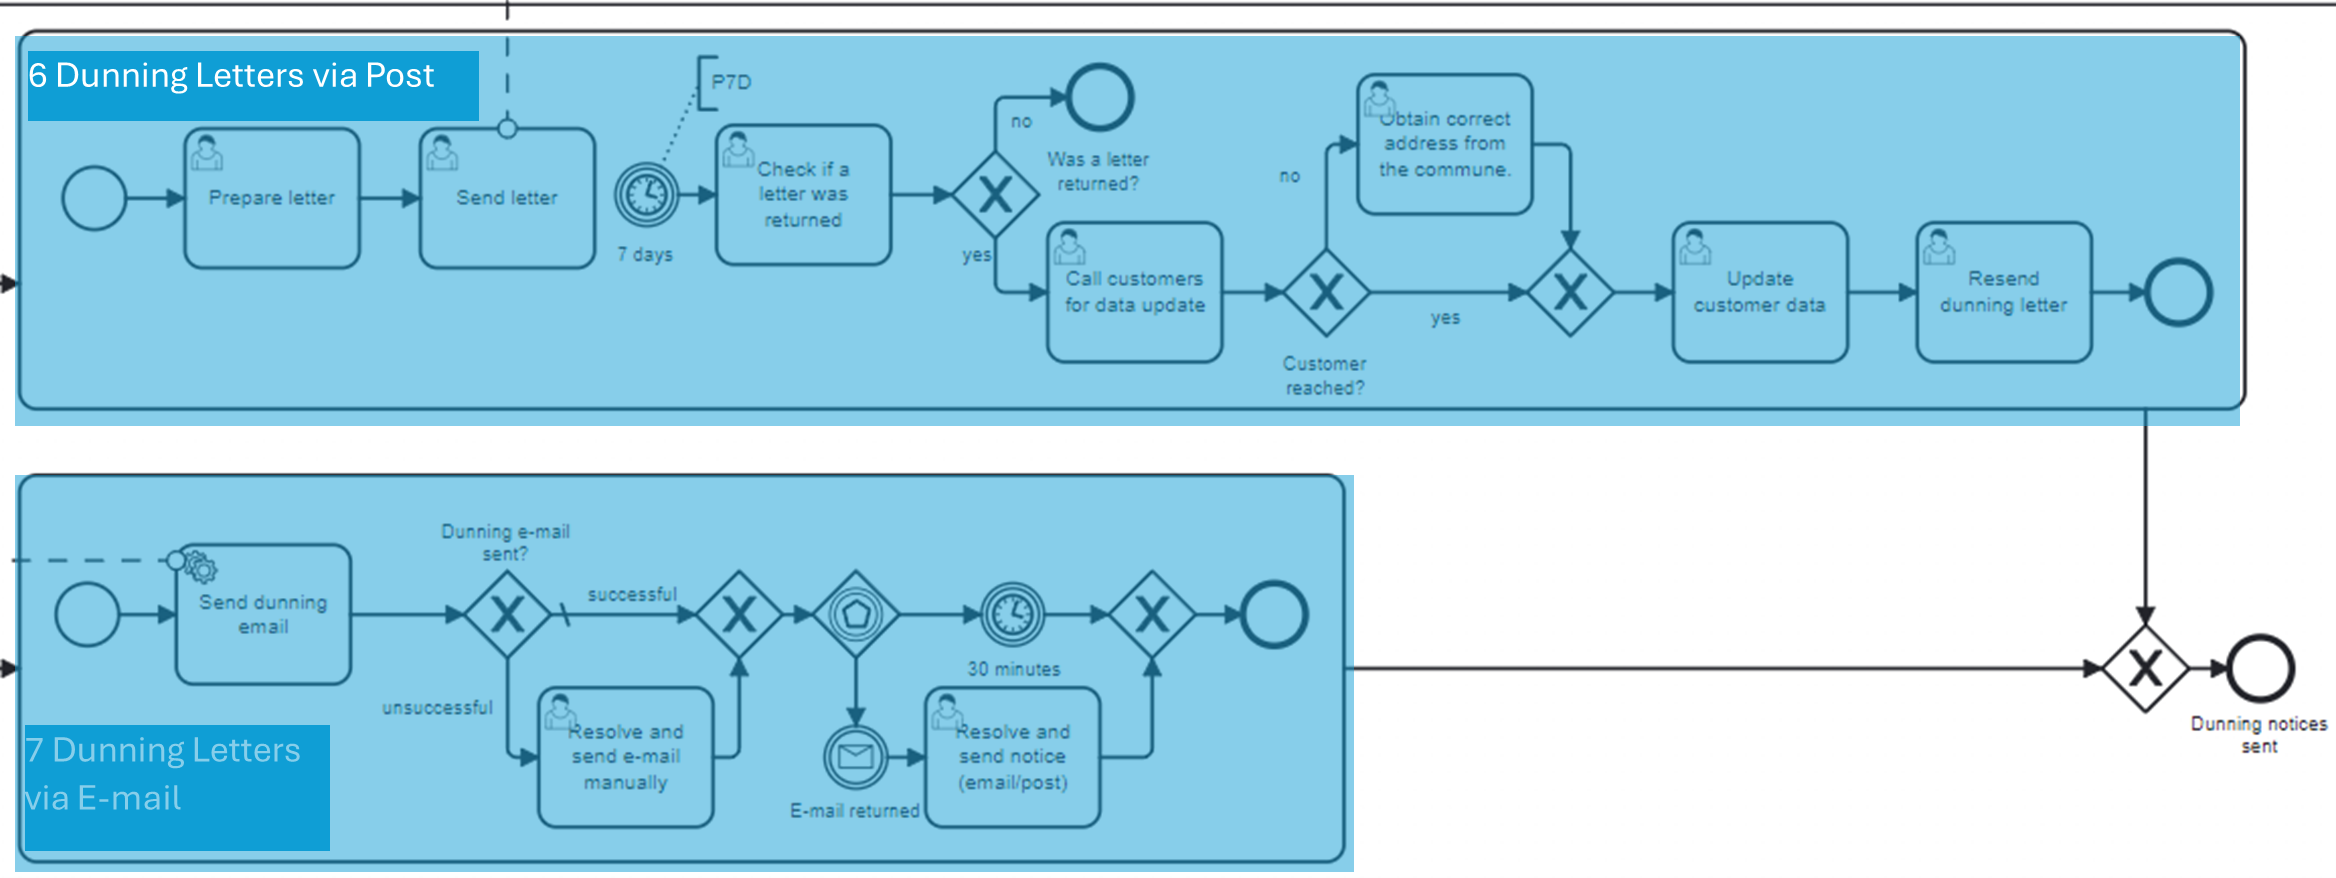 6 Dunning Letters via Post
P7D
Prepare letter
Send letter
7 days
Check if a
letter was
returned
no
Was a letter
returned?
yes
Call customers
for data update
no
Obtain correct
address from
the commune.
Customer
reached?
yes
Update
customer data
Resend
dunning letter
7 Dunning Letters
via E-mail
Send dunning
email
Dunning e-mail
sent?
successful
unsuccessful
Resolve and
send e-mail
manually
30 minutes
E-mail returned
Resolve and
send notice
(email/post)
Dunning notices
sent